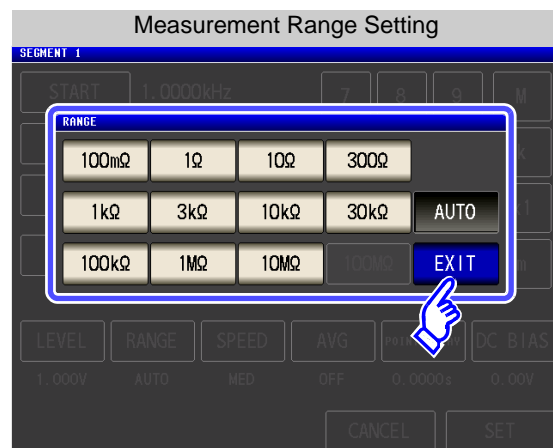 Measurement Range Setting
SEGMENT 1
START 1.0000kHz 7 8 9 M
RANGE
100mΩ 1Ω 10Ω 300Ω
k
1kΩ 3kΩ 10kΩ 30kΩ AUTO
100kΩ 1MΩ 10MΩ 100MΩ EXIT
m
LEVEL RANGE SPEED AVG DC BIAS
1.000V AUTO MED OFF 0.0000s 0.00V
CANCEL SET